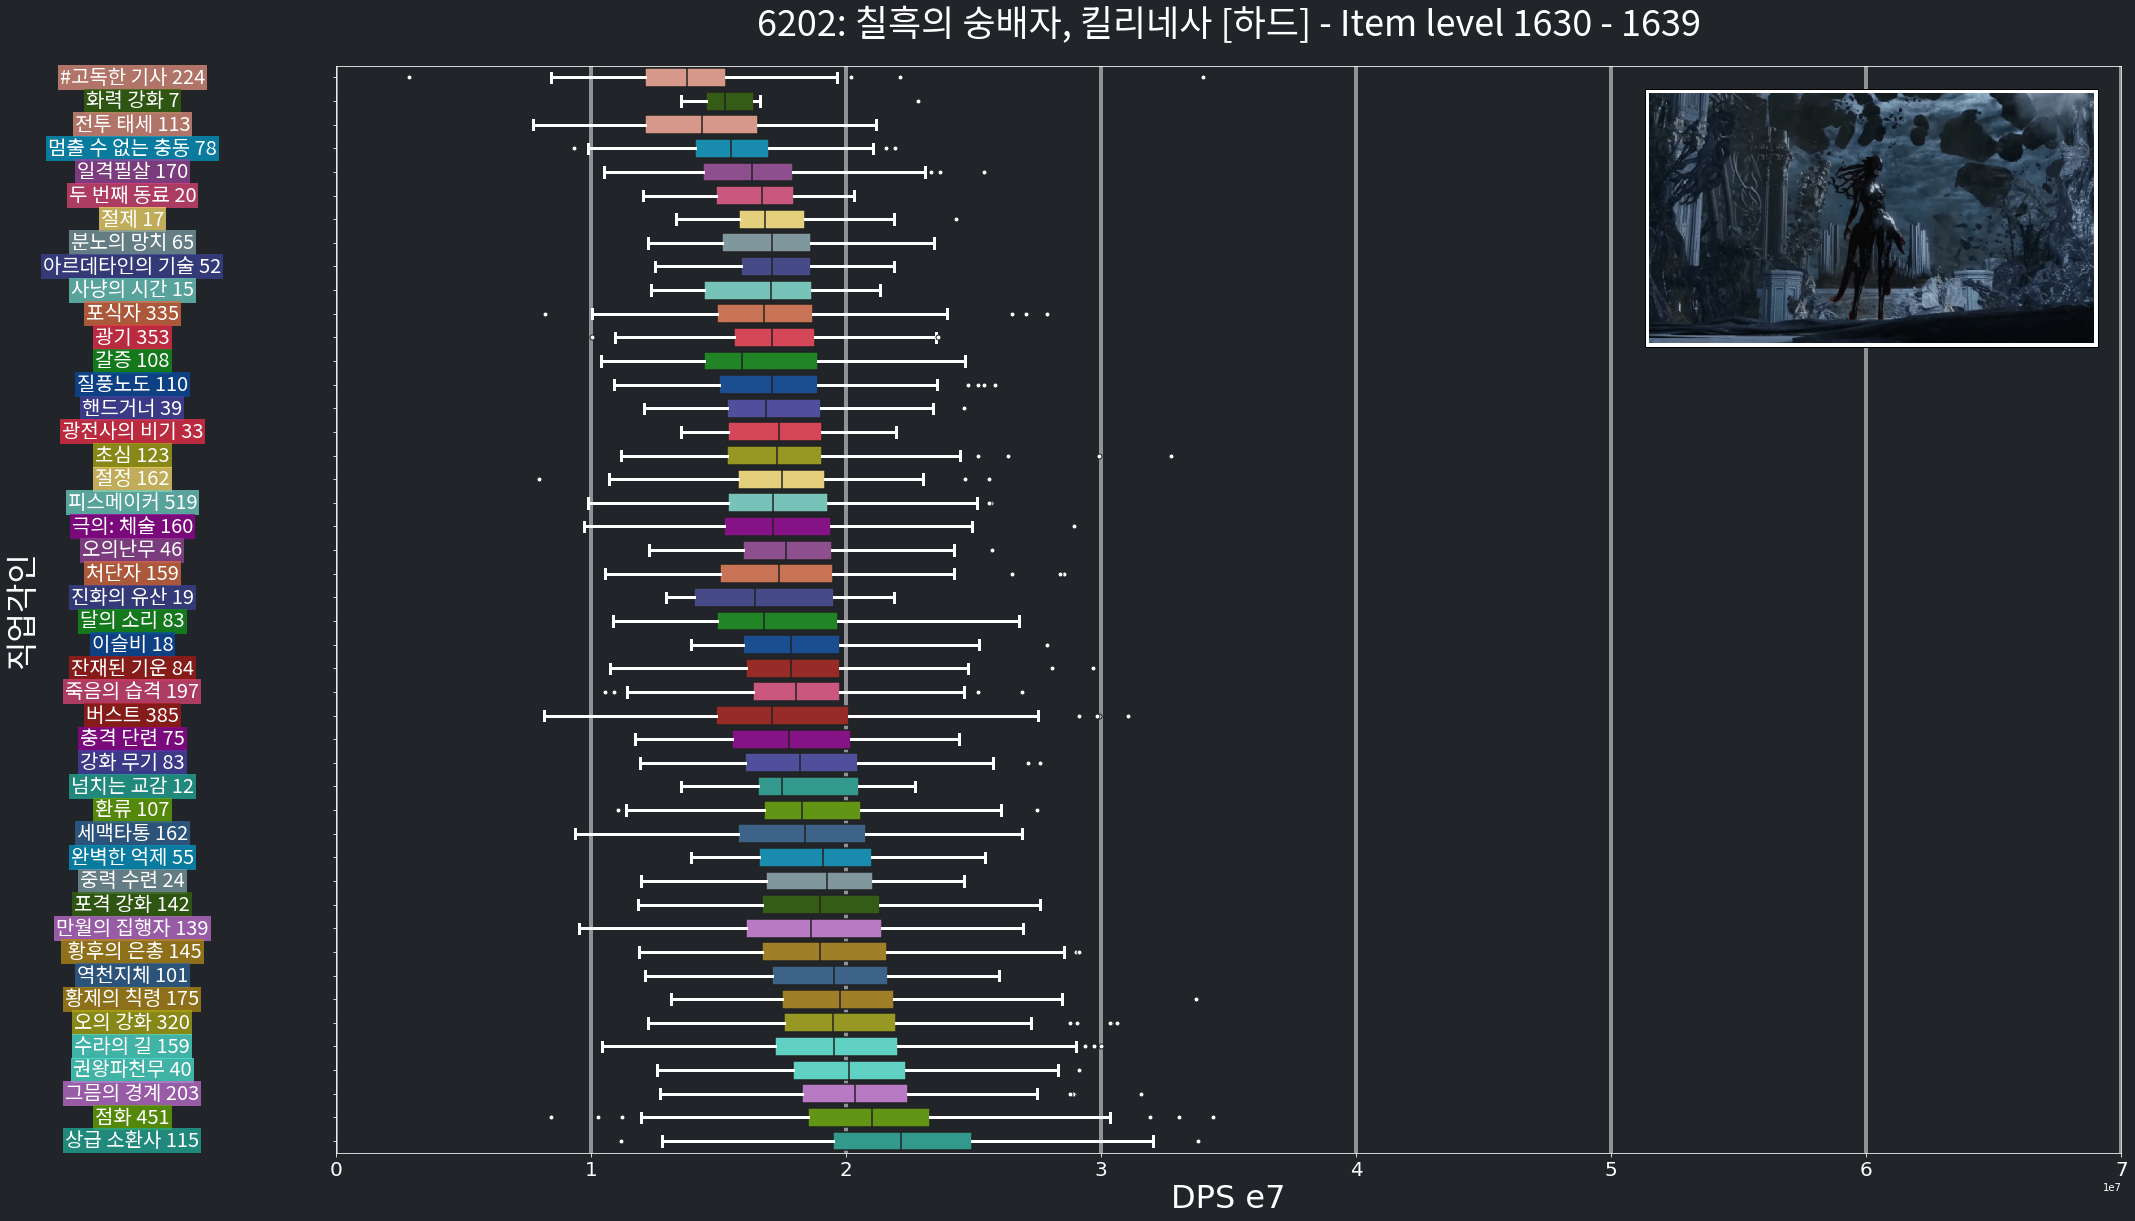 6202: 칠흑의 숭배자, 킬리네사 [하드] - Item level 1630 - 1639
#고독한 기사 224
화력 강화 7
전투 태세 113
멈출 수 없는 충동 78
일격필살 170
두 번째 동료 20
절제 17
분노의 망치 65
아르데타인의 기술 52
사냥의 시간 15
포식자 335
광기 353
갈증 108
질풍노도 110
핸드거너 39
광전사의 비기 33
초심 123
절정 162
피스메이커 519
극의: 체술 160
오의난무 46
처단자 159
진화의 유산 19
달의 소리 83
이슬비 18
잔재된 기운 84
죽음의 습격 197
버스트 385
충격 단련 75
강화 무기 83
넘치는 교감 12
환류 107
세맥타통 162
완벽한 억제 55
중력 수련 24
포격 강화 142
만월의 집행자 139
황후의 은총 145
역천지체 101
황제의 칙령 175
오의 강화 320
수라의 길 159
권왕파천무 40
그믐의 경계 203
점화 451
상급 소환사 115
직업각인
0 1 2 3 4 5 6 7
1e7
DPS e7